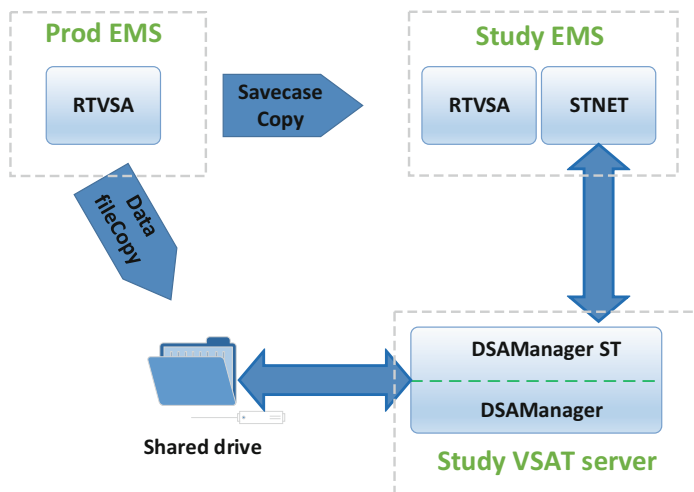 Prod EMS
RTVSA
Savecase
Copy
Study EMS
RTVSA
STNET
Data
fileCopy
Shared drive
DSAManager ST
DSAManager
Study VSAT server